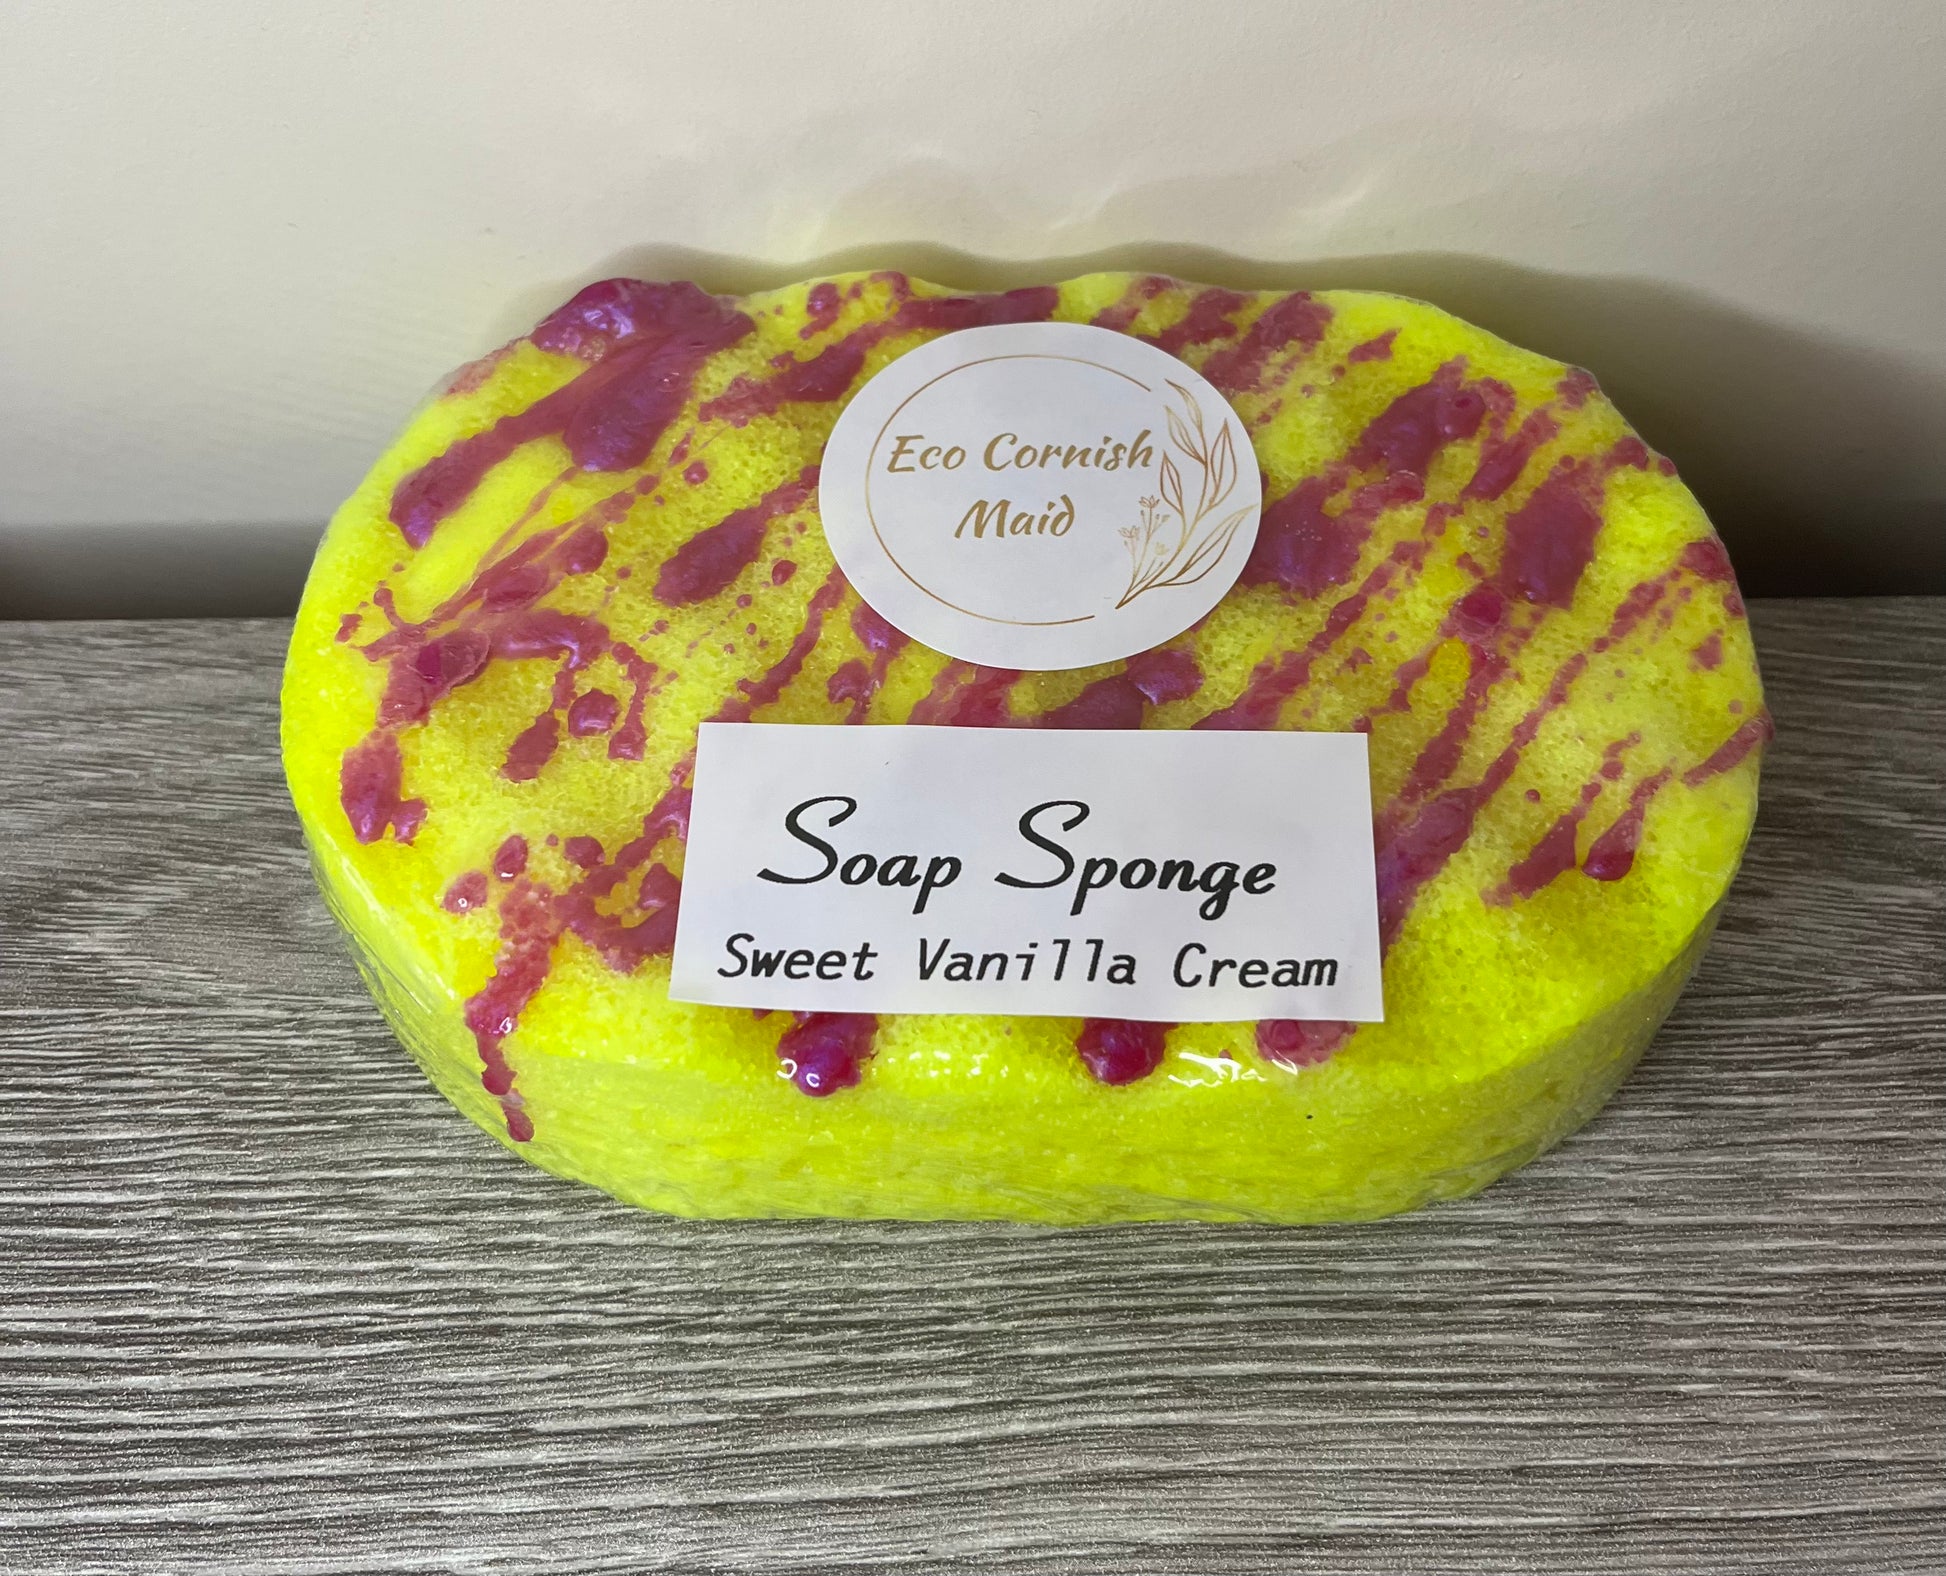 Eco Cornish
Maid
Soap Sponge
Sweet Vanilla Cream